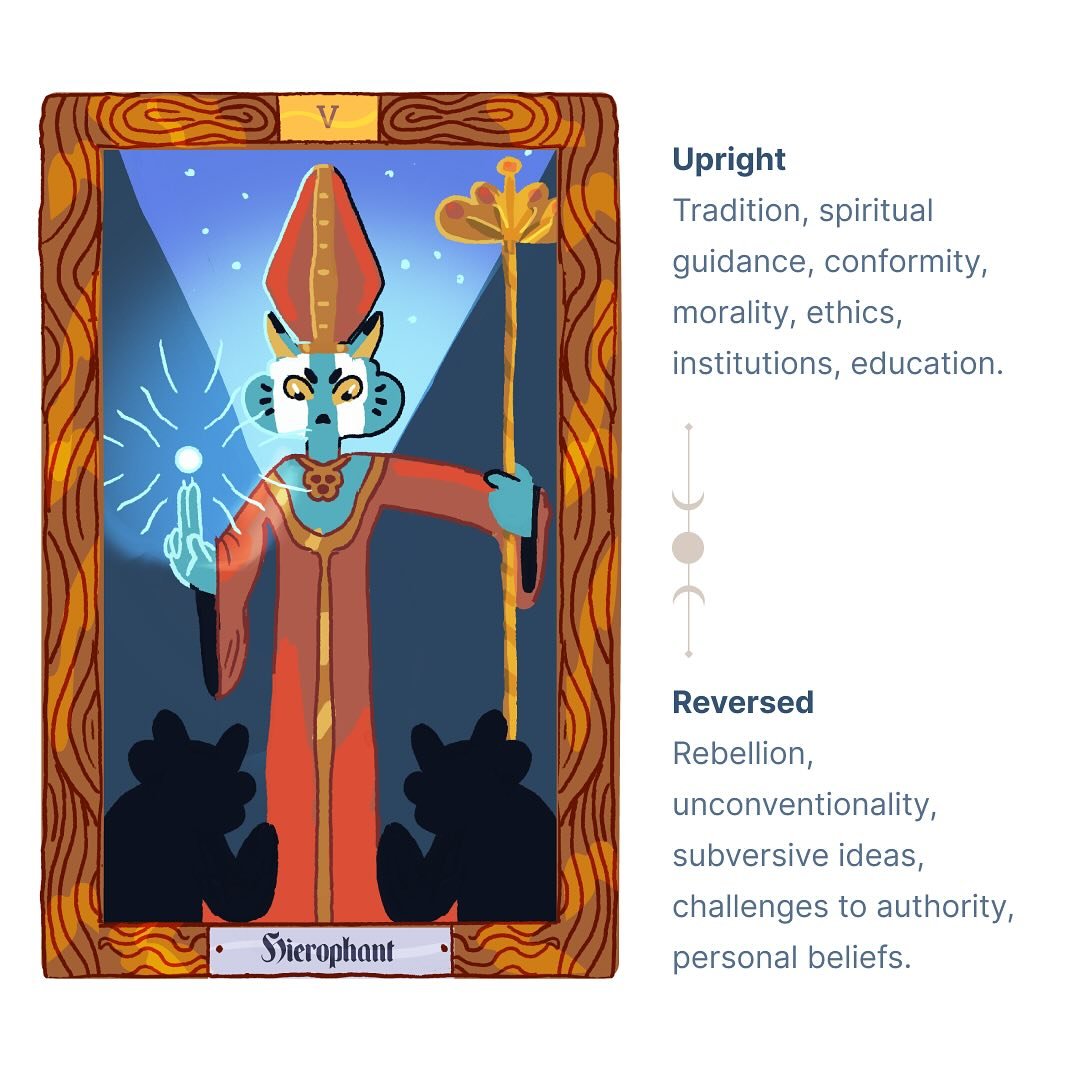 V
Hierophant
Upright
Tradition, spiritual
guidance, conformity,
morality, ethics,
institutions, education.
Reversed
Rebellion,
unconventionality,
subversive ideas,
challenges to authority,
personal beliefs.